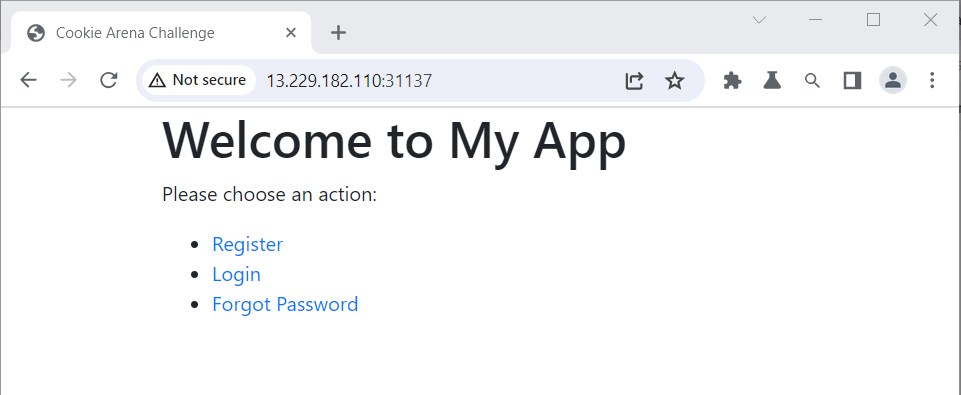 Cookie Arena Challenge
Not secure 13.229.182.110:31137
Welcome to My App
Please choose an action:
Register
Login
Forgot Password